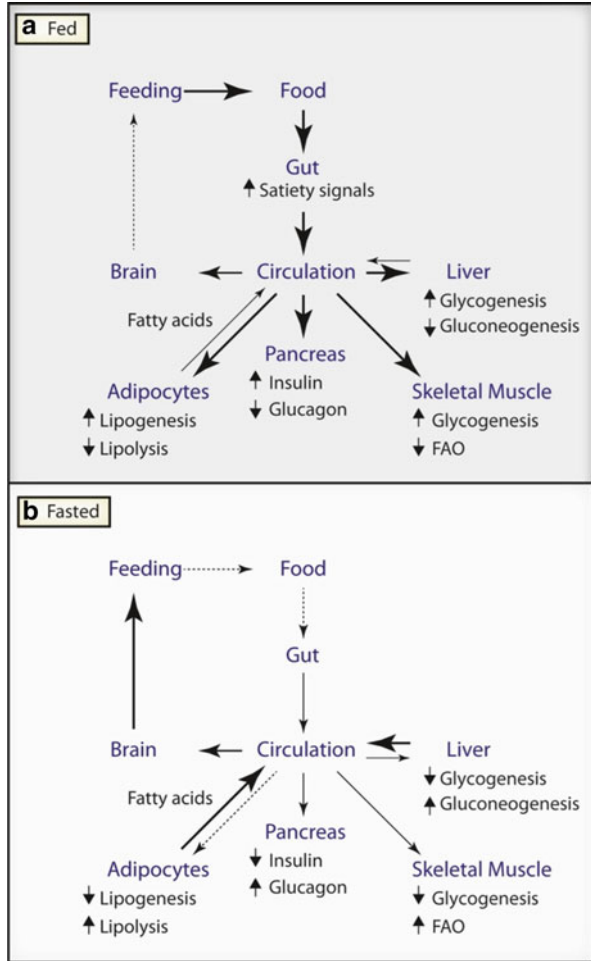 a Fed
Feeding Food
Gut
Satiety signals
Brain Circulation Liver
Glycogenesis
Gluconeogenesis
Fatty acids
Pancreas
Insulin
Glucagon
Adipocytes
Lipogenesis
Lipolysis
Skeletal Muscle
Glycogenesis
FAO
b Fasted
Feeding Food
Gut
Brain Circulation Liver
Glycogenesis
Gluconeogenesis
Fatty acids
Pancreas
Insulin
Glucagon
Adipocytes
Lipogenesis
Lipolysis
Skeletal Muscle
Glycogenesis
FAO